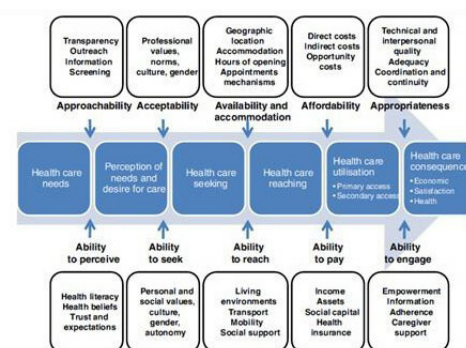 Transparency
Outreach
Information
Screening
Professional
values,
norms,
culture, gender
Geographic
location
Accommodation
Hours of opening
Appointments
mechanisms
Direct costs
Indirect costs
Opportunity
costs
Technical and
interpersonal
quality
Adequacy
Coordination and
continuity
Approachability
Acceptability
Availability and
accommodation
Affordability
Appropriateness
Health care
needs
Perception of
needs and
desire for care
Health care
seeking
Health care
reaching
Health care
utilisation
• Primary access
• Secondary access
Health care
consequence
• Economic
• Satisfaction
• Health
Ability
to perceive
Ability
to seek
Ability
to reach
Ability
to pay
Ability
to engage
Health literacy
Health beliefs
Trust and
expectations
Personal and
social values,
culture,
gender,
autonomy
Living
environments
Transport
Mobility
Social support
Income
Assets
Social capital
Health
insurance
Empowerment
Information
Adherence
Caregiver
support